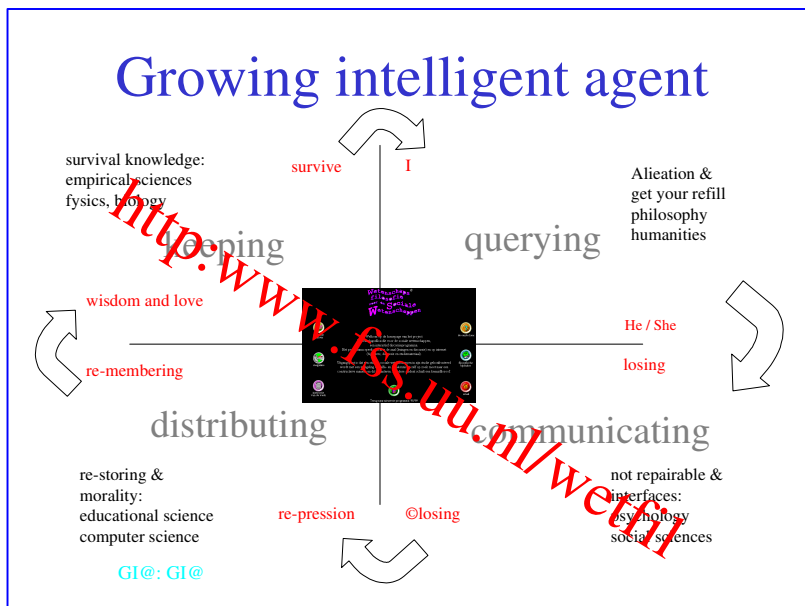 Growing intelligent agent
survival knowledge:
empirical sciences
fysics, biology
survive
I
Alieation &
get your refill
philosophy
humanities
keeping
querying
http:www.fss.uu.nl/wetfil
wisdom and love
He / She
re-membering
losing
distributing
communicating
re-storing &
morality:
educational science
computer science
re-pression
©losing
not repairable &
interfaces:
psychology
social sciences
GI@: GI@